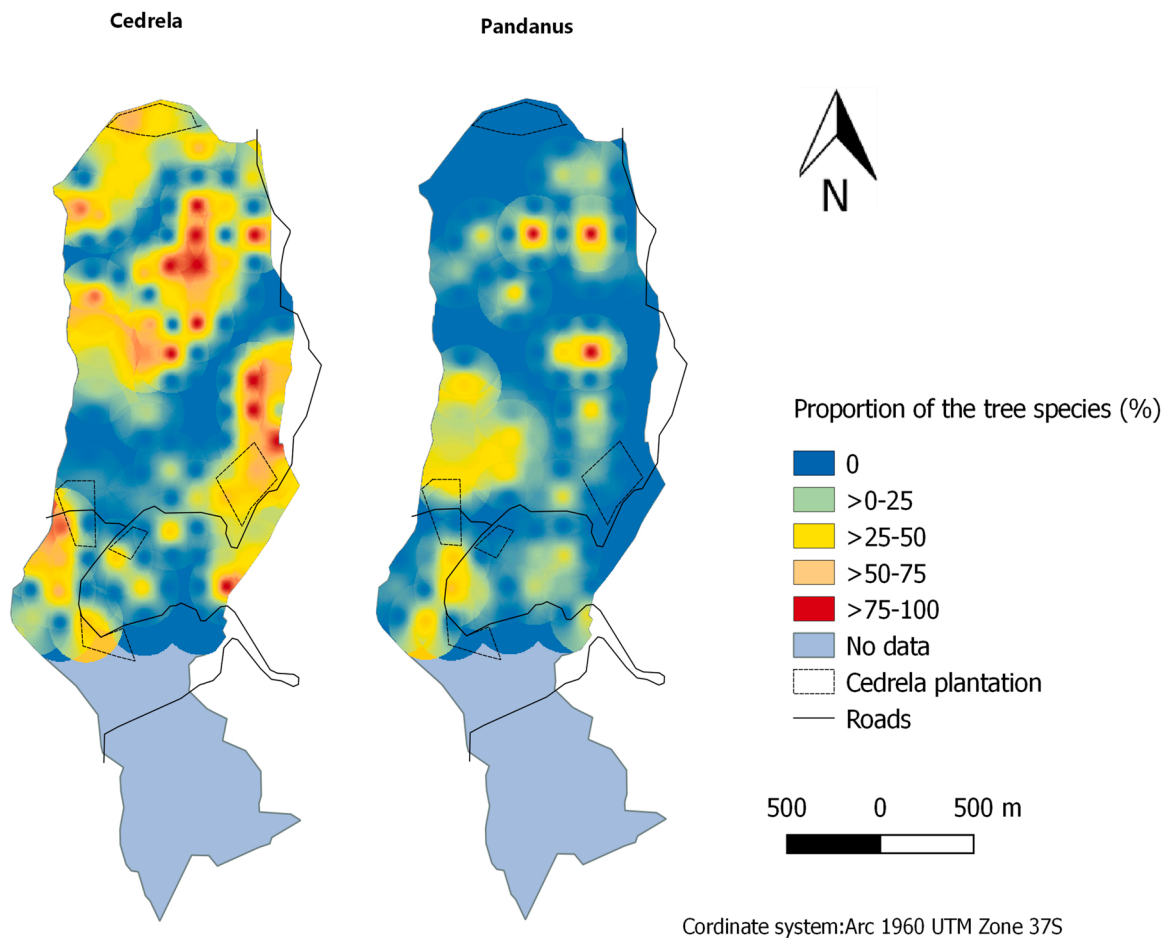 Cedrela
Pandanus
N
Proportion of the tree species (%)
0
>0-25
>25-50
>50-75
>75-100
No data
Cedrela plantation
Roads
500 0 500 m
Cordinate system:Arc 1960 UTM Zone 37S